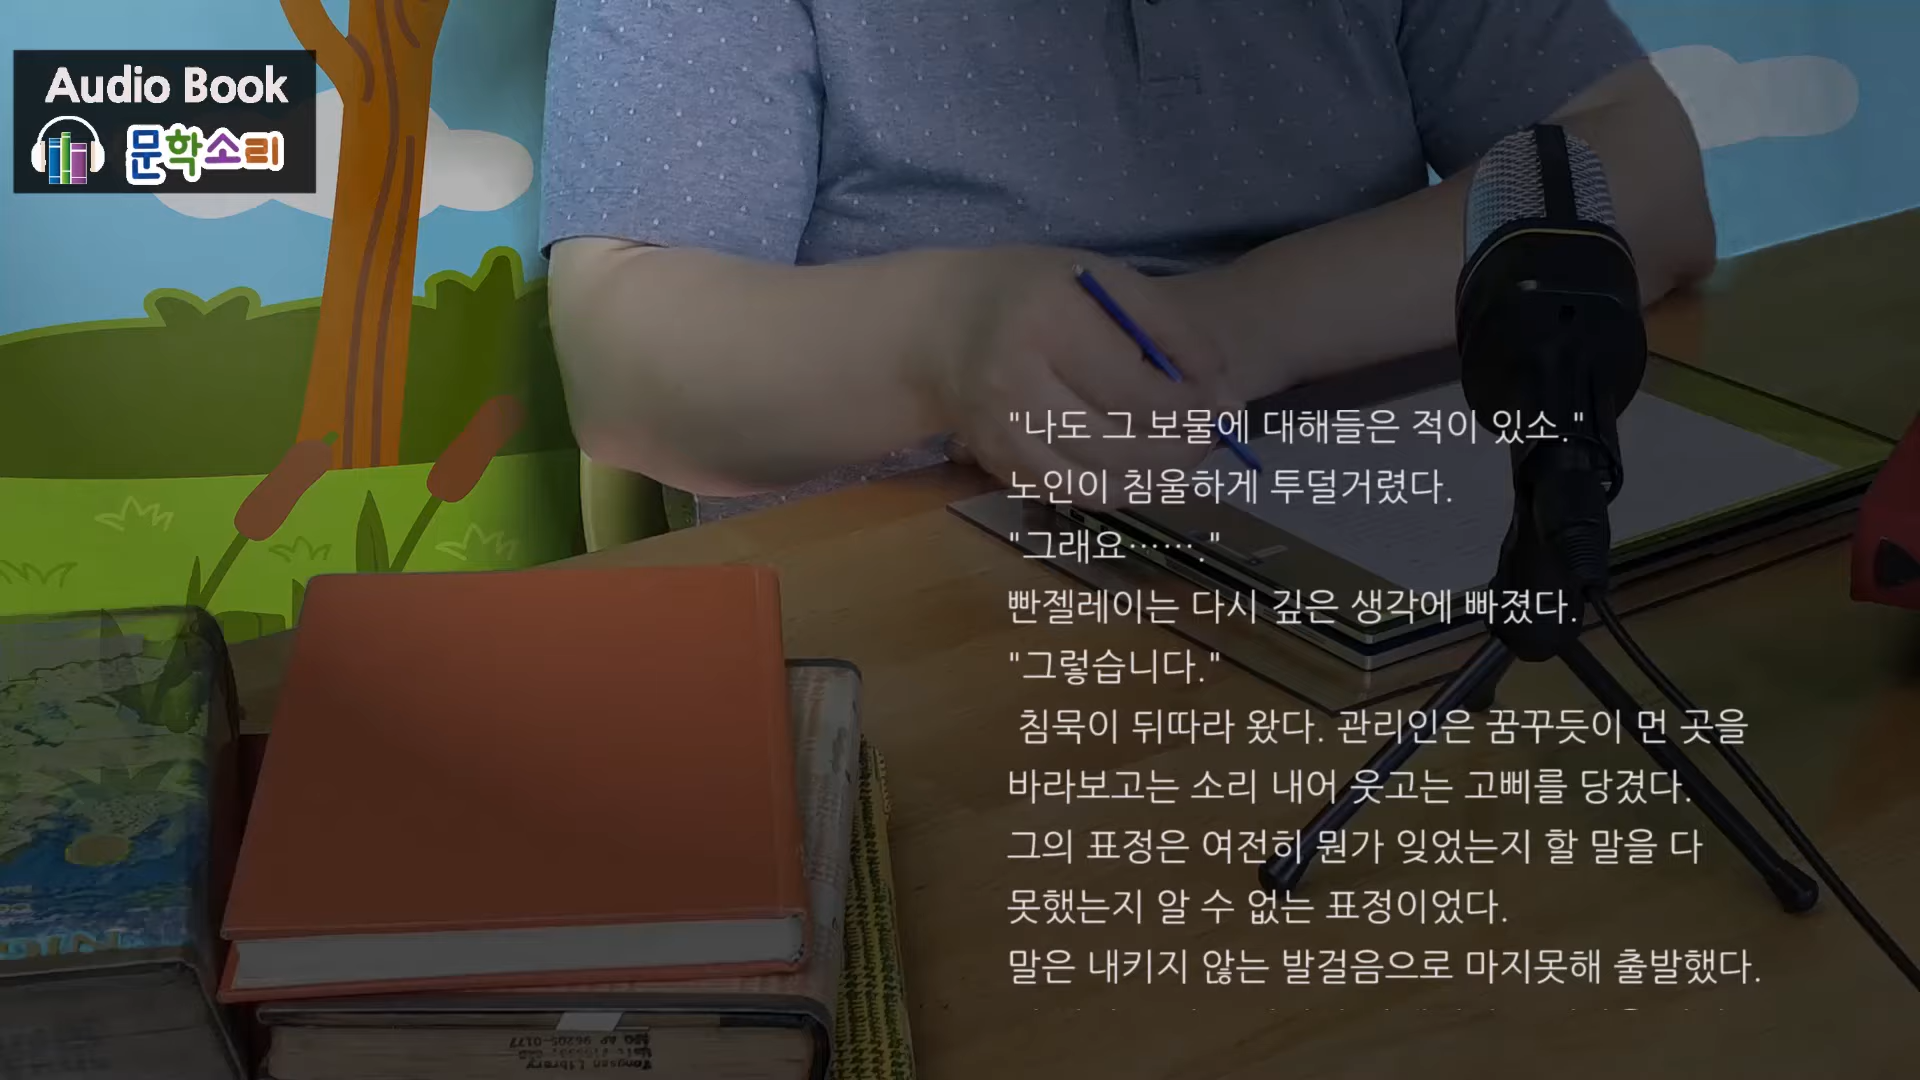 Audio Book
문학소리
"나도 그 보물에 대해들은 적이 있소."
노인이 침울하게 투덜거렸다.
"그래요……."
빤젤레이는 다시 깊은 생각에 빠졌다.
"그렇습니다."
침묵이 뒤따라 왔다. 관리인은 꿈꾸듯이 먼 곳을
바라보고는 소리 내어 웃고는 고삐를 당겼다.
그의 표정은 여전히 뭔가 잊었는지 할 말을 다
못했는지 알 수 없는 표정이었다.
말은 내키지 않는 발걸음으로 마지못해 출발했다.